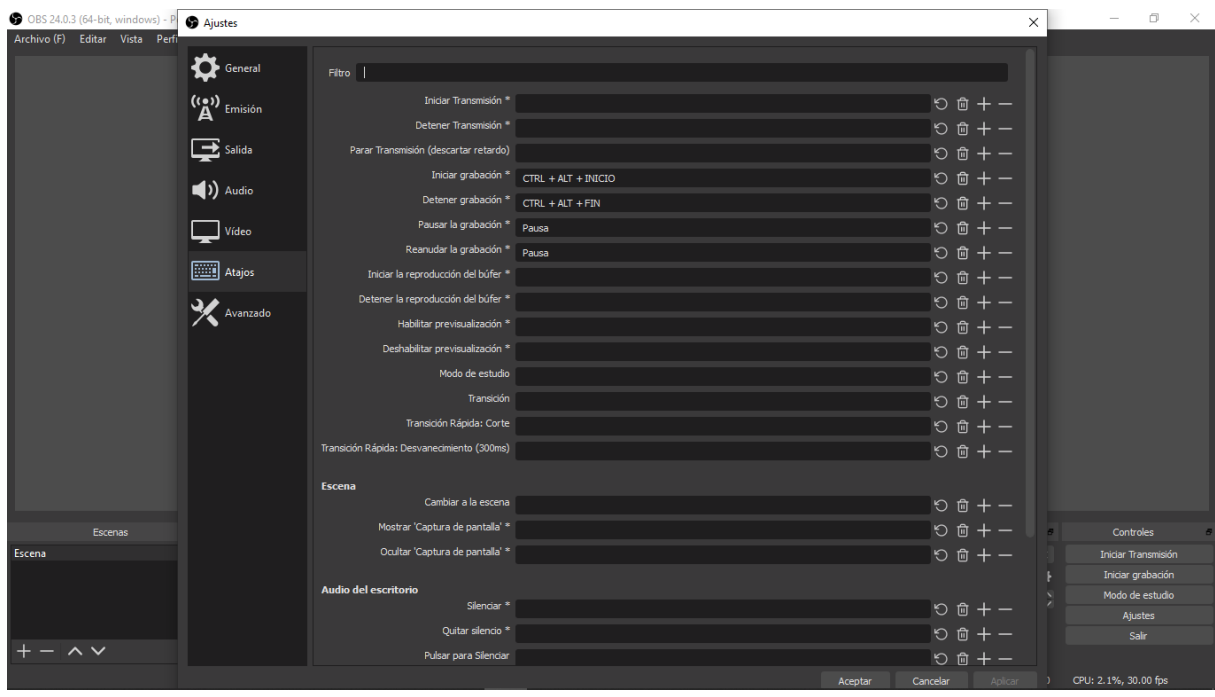 OBS 24.0.3 (64-bit, windows) - P
Archivo (F) Editar Vista Perfi
Ajustes
General
Emisión
Salida
Audio
Vídeo
Atajos
Avanzado
Filtro
Iniciar Transmisión *
Detener Transmisión *
Parar Transmisión (descartar retardo)
Iniciar grabación * CTRL + ALT + INICIO
Detener grabación * CTRL + ALT + FIN
Pausar la grabación * Pausa
Reanudar la grabación * Pausa
Iniciar la reproducción del búfer *
Detener la reproducción del búfer *
Habilitar previsualización *
Deshabilitar previsualización *
Modo de estudio
Transición
Transición Rápida: Corte
Transición Rápida: Desvanecimiento (300ms)
Escena
Cambiar a la escena
Mostrar 'Captura de pantalla' *
Ocultar 'Captura de pantalla' *
Audio del escritorio
Silenciar *
Quitar silencio *
Pulsar para Silenciar
Aceptar Cancelar Aplicar
Escenas
Escena
Controles
Iniciar Transmisión
Iniciar grabación
Modo de estudio
Ajustes
Salir
CPU: 2.1%, 30.00 fps